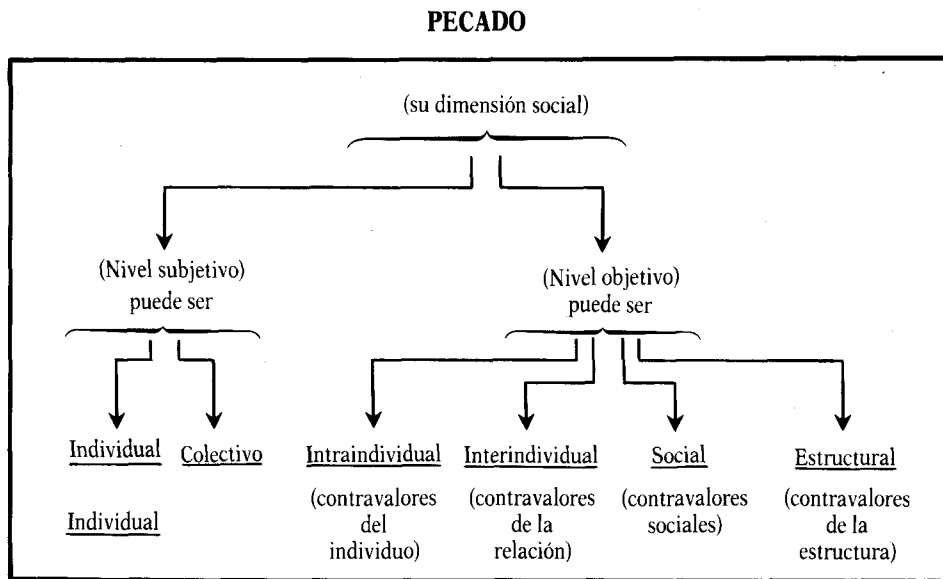 PECADO
(su dimensión social)
(Nivel subjetivo)
puede ser
(Nivel objetivo)
puede ser
Individual
Colectivo
Intraindividual
Interindividual
Social
Estructural
Individual
(contravalores
del
individuo)
(contravalores
de la
relación)
(contravalores
sociales)
(contravalores
de la
estructura)